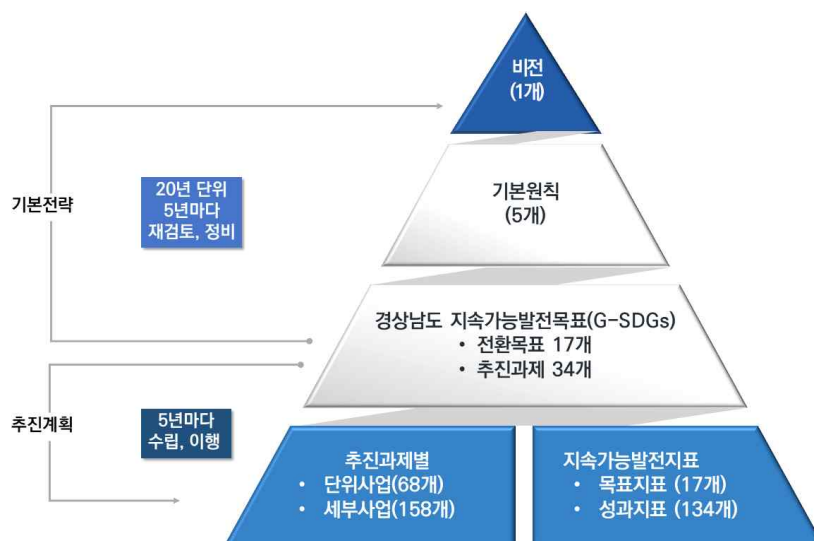 비전
(1개)
기본원칙
(5개)
기본전략
20년 단위
5년마다
재검토, 정비
경상남도 지속가능발전목표(G-SDGs)
• 전환목표 17개
• 추진과제 34개
추진계획
5년마다
수립, 이행
추진과제별
• 단위사업(68개)
• 세부사업(158개)
지속가능발전지표
• 목표지표 (17개)
• 성과지표 (134개)